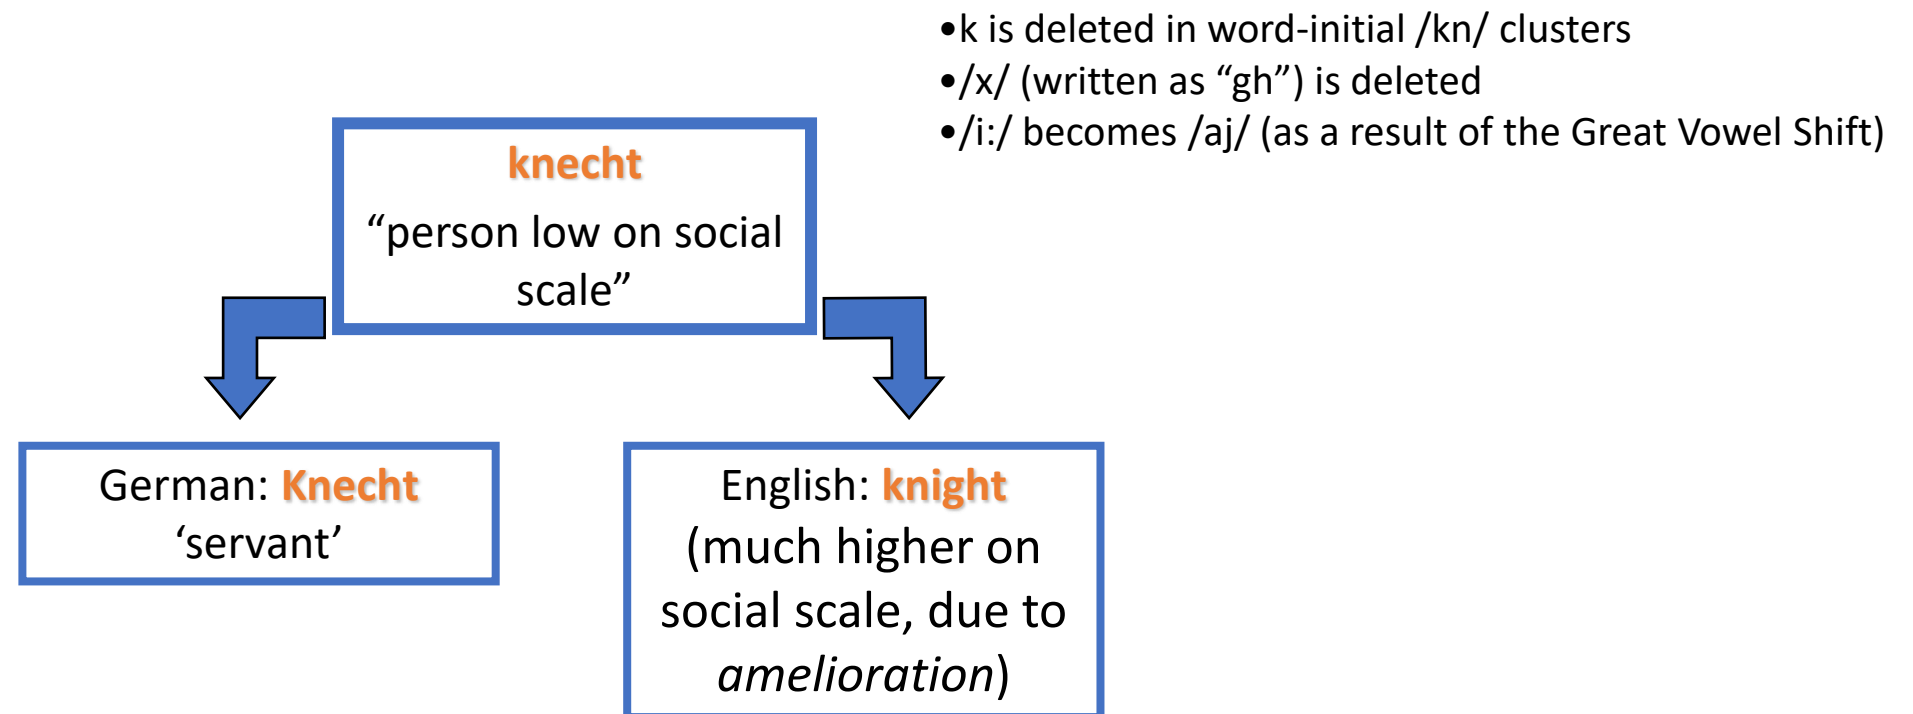 •k is deleted in word-initial /kn/ clusters
•/x/ (written as “gh”) is deleted
•/i:/ becomes /aj/ (as a result of the Great Vowel Shift)
knecht
“person low on social
scale”
German: Knecht
‘servant’
English: knight
(much higher on
social scale, due to
amelioration)